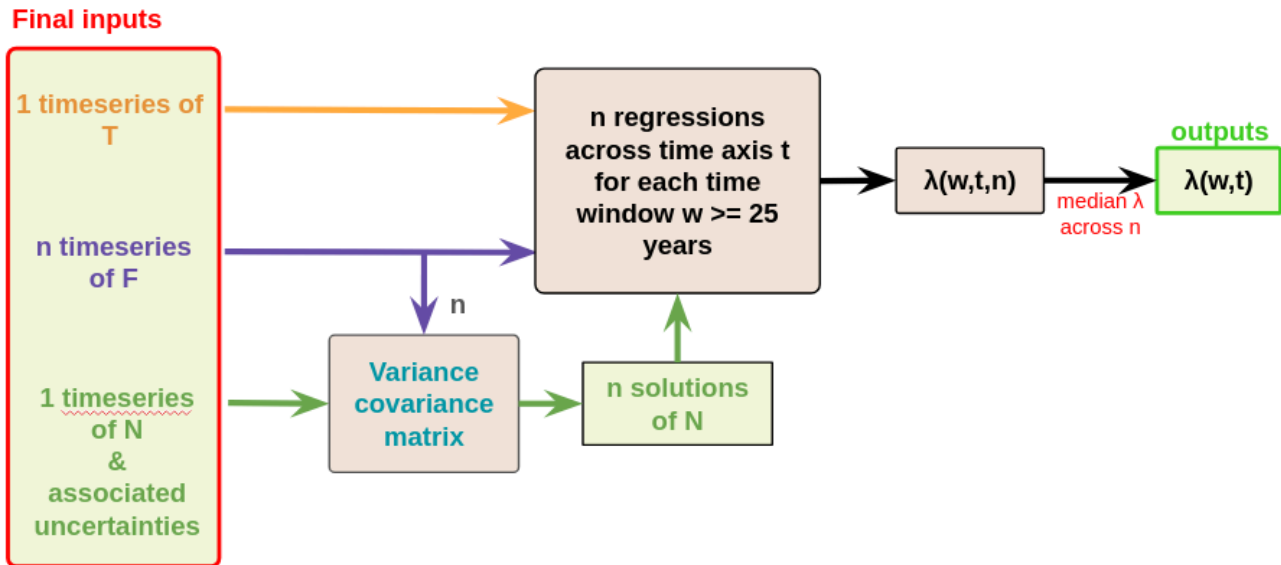 Final inputs
1 timeseries of
T
n timeseries
of F
1 timeseries
of N
&
associated
uncertainties
n
Variance
covariance
matrix
n solutions
of N
n regressions
across time axis t
for each time
window w >= 25
years
λ(w,t,n)
median λ
across n
outputs
λ(w,t)